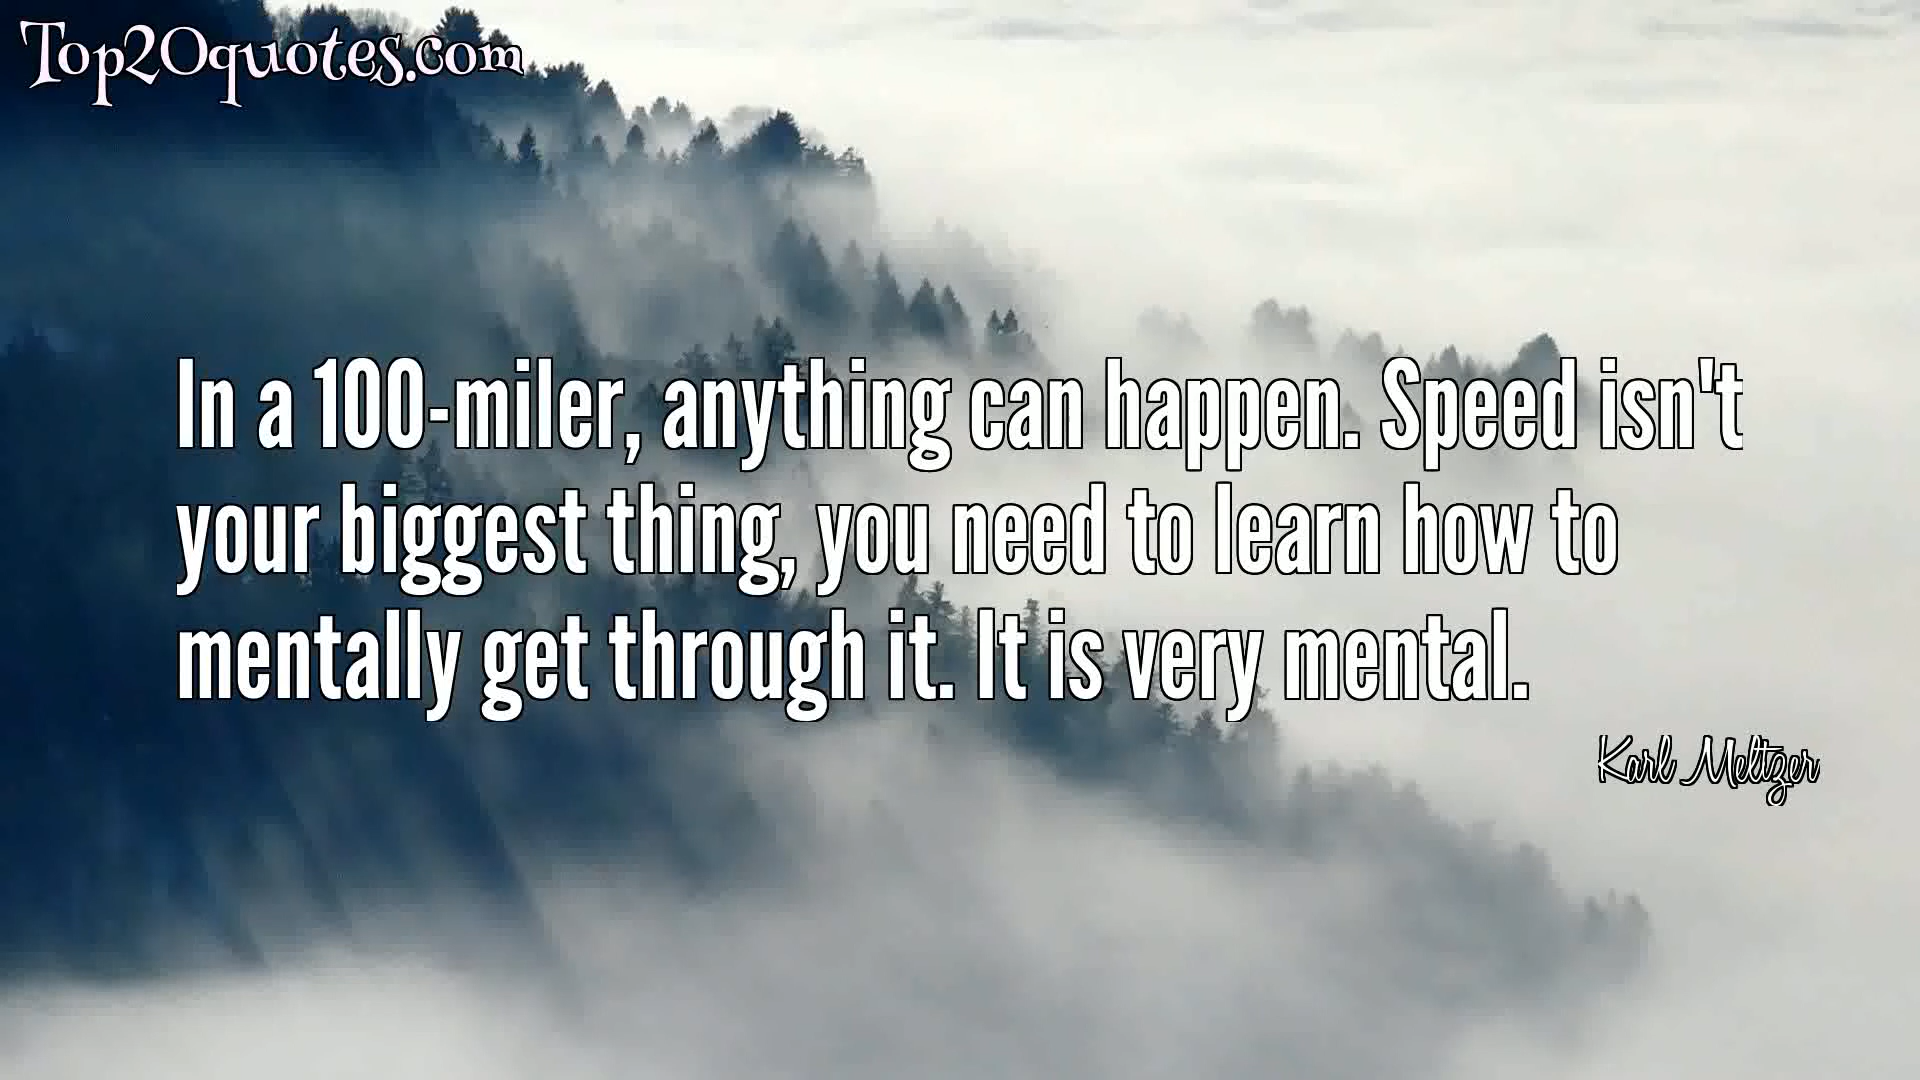 Top20quotes.com
In a 100-miler, anything can happen. Speed isn't
your biggest thing, you need to learn how to
mentally get through it. It is very mental.
Karl Meltzer